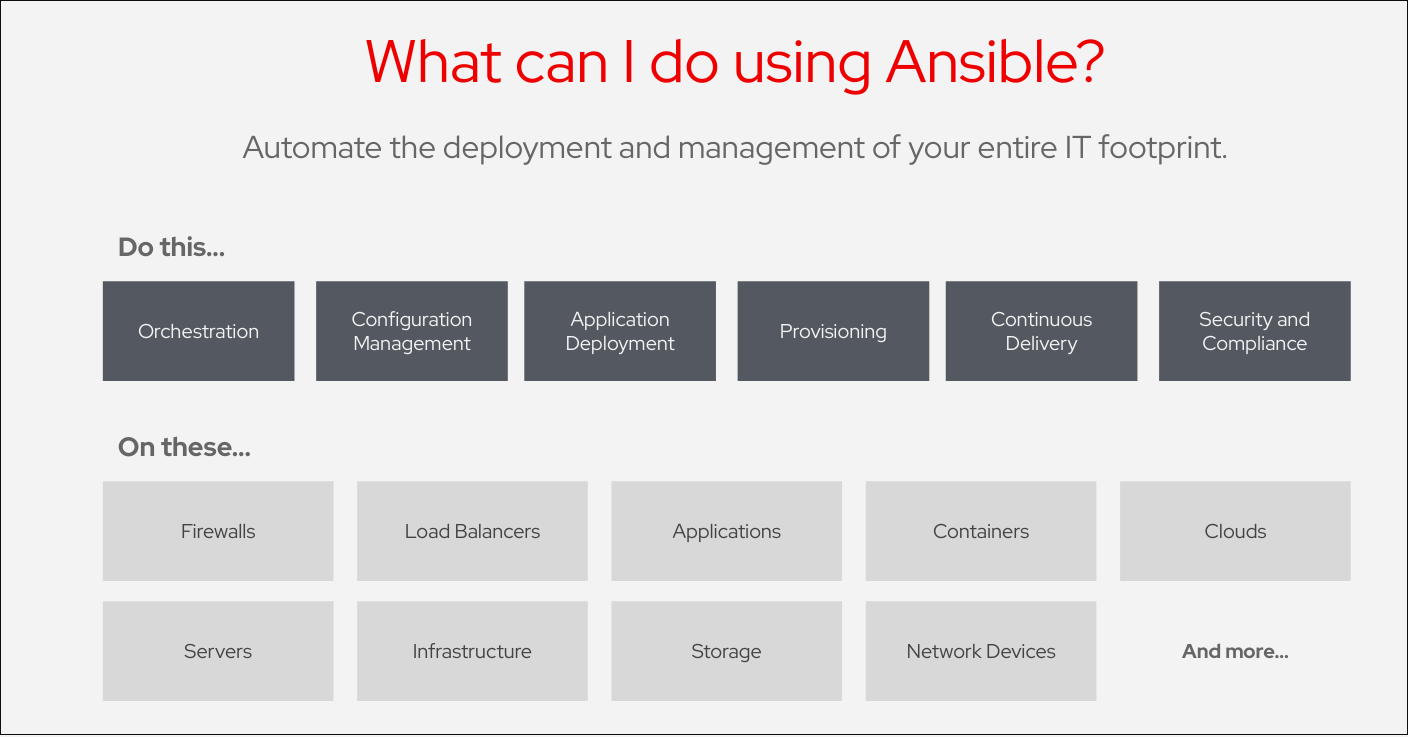 What can I do using Ansible?
Automate the deployment and management of your entire IT footprint.
Do this...
Orchestration
Configuration
Management
Application
Deployment
Provisioning
Continuous
Delivery
Security and
Compliance
On these...
Firewalls
Load Balancers
Applications
Containers
Clouds
Servers
Infrastructure
Storage
Network Devices
And more...